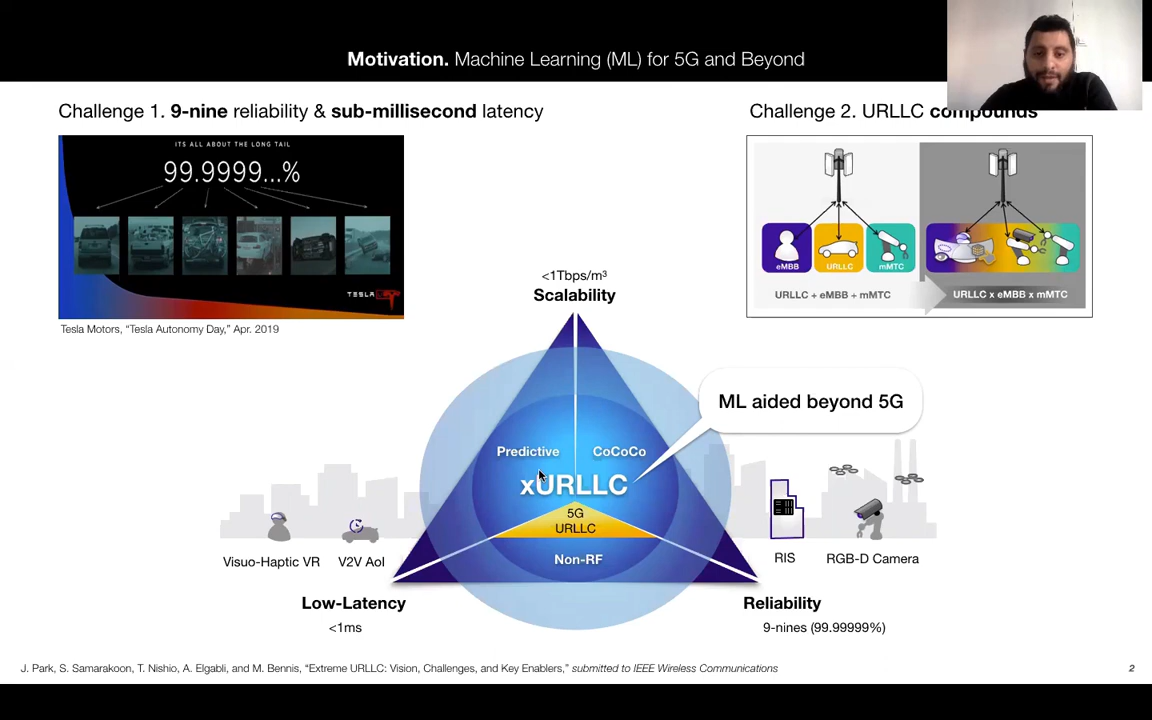 Motivation. Machine Learning (ML) for 5G and Beyond
Challenge 1. 9-nine reliability & sub-millisecond latency
Challenge 2. URLLC compounds
ITS ALL ABOUT THE LONG TAIL
99.9999...%
TESLA
Tesla Motors, “Tesla Autonomy Day,” Apr. 2019
eMBB
URLLC
mMTC
URLLC + eMBB + mMTC
URLLC x eMBB x mMTC
<1Tbps/m³
Scalability
ML aided beyond 5G
Predictive
CoCoCo
xURLLC
5G
URLLC
Non-RF
Visuo-Haptic VR
V2V AoI
RIS
RGB-D Camera
Low-Latency
<1ms
Reliability
9-nines (99.99999%)
J. Park, S. Samarakoon, T. Nishio, A. Elgabli, and M. Bennis, “Extreme URLLC: Vision, Challenges, and Key Enablers,” submitted to IEEE Wireless Communications
2